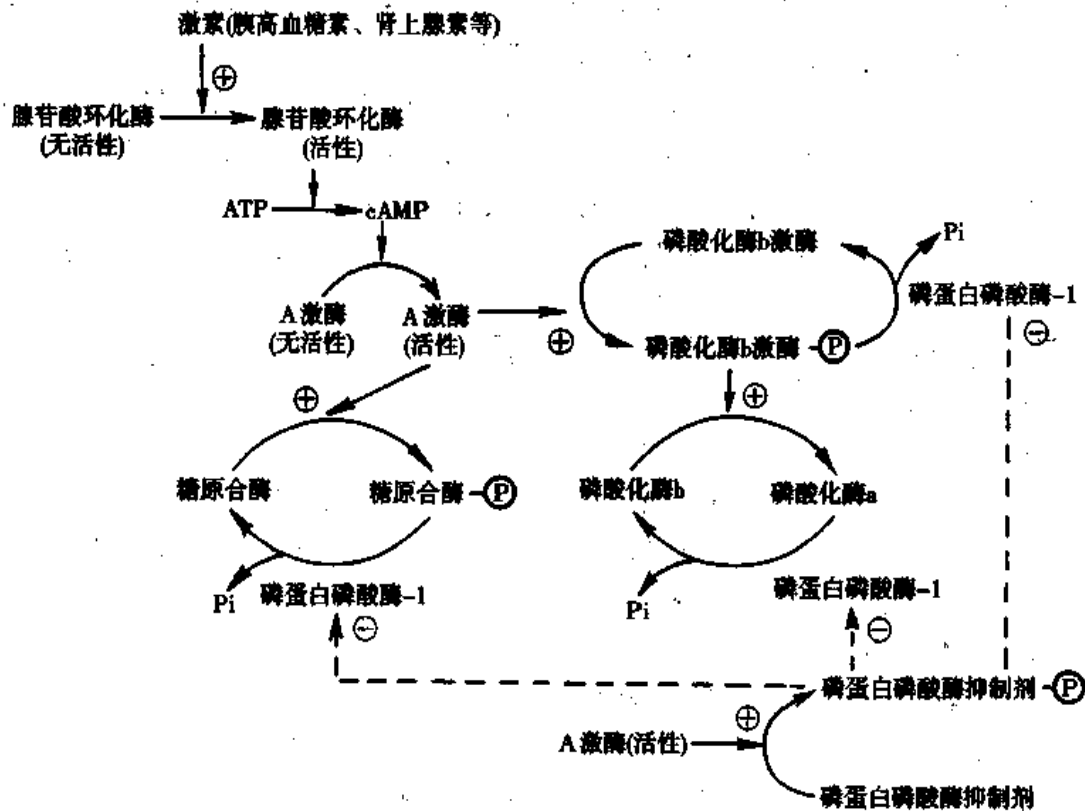 激素(胰高血糖素、肾上腺素等)
⊕
腺苷酸环化酶
(无活性)
腺苷酸环化酶
(活性)
ATP
cAMP
A激酶
(无活性)
A激酶
(活性)
⊕
磷酸化酶b激酶
Pi
磷蛋白磷酸酶-1
⊖
磷酸化酶b激酶-Ⓟ
⊕
⊕
糖原合酶
糖原合酶-Ⓟ
磷酸化酶b
磷酸化酶a
Pi
磷蛋白磷酸酶-1
⊖
Pi
磷蛋白磷酸酶-1
⊖
磷蛋白磷酸酶抑制剂-Ⓟ
⊕
A激酶(活性)
磷蛋白磷酸酶抑制剂